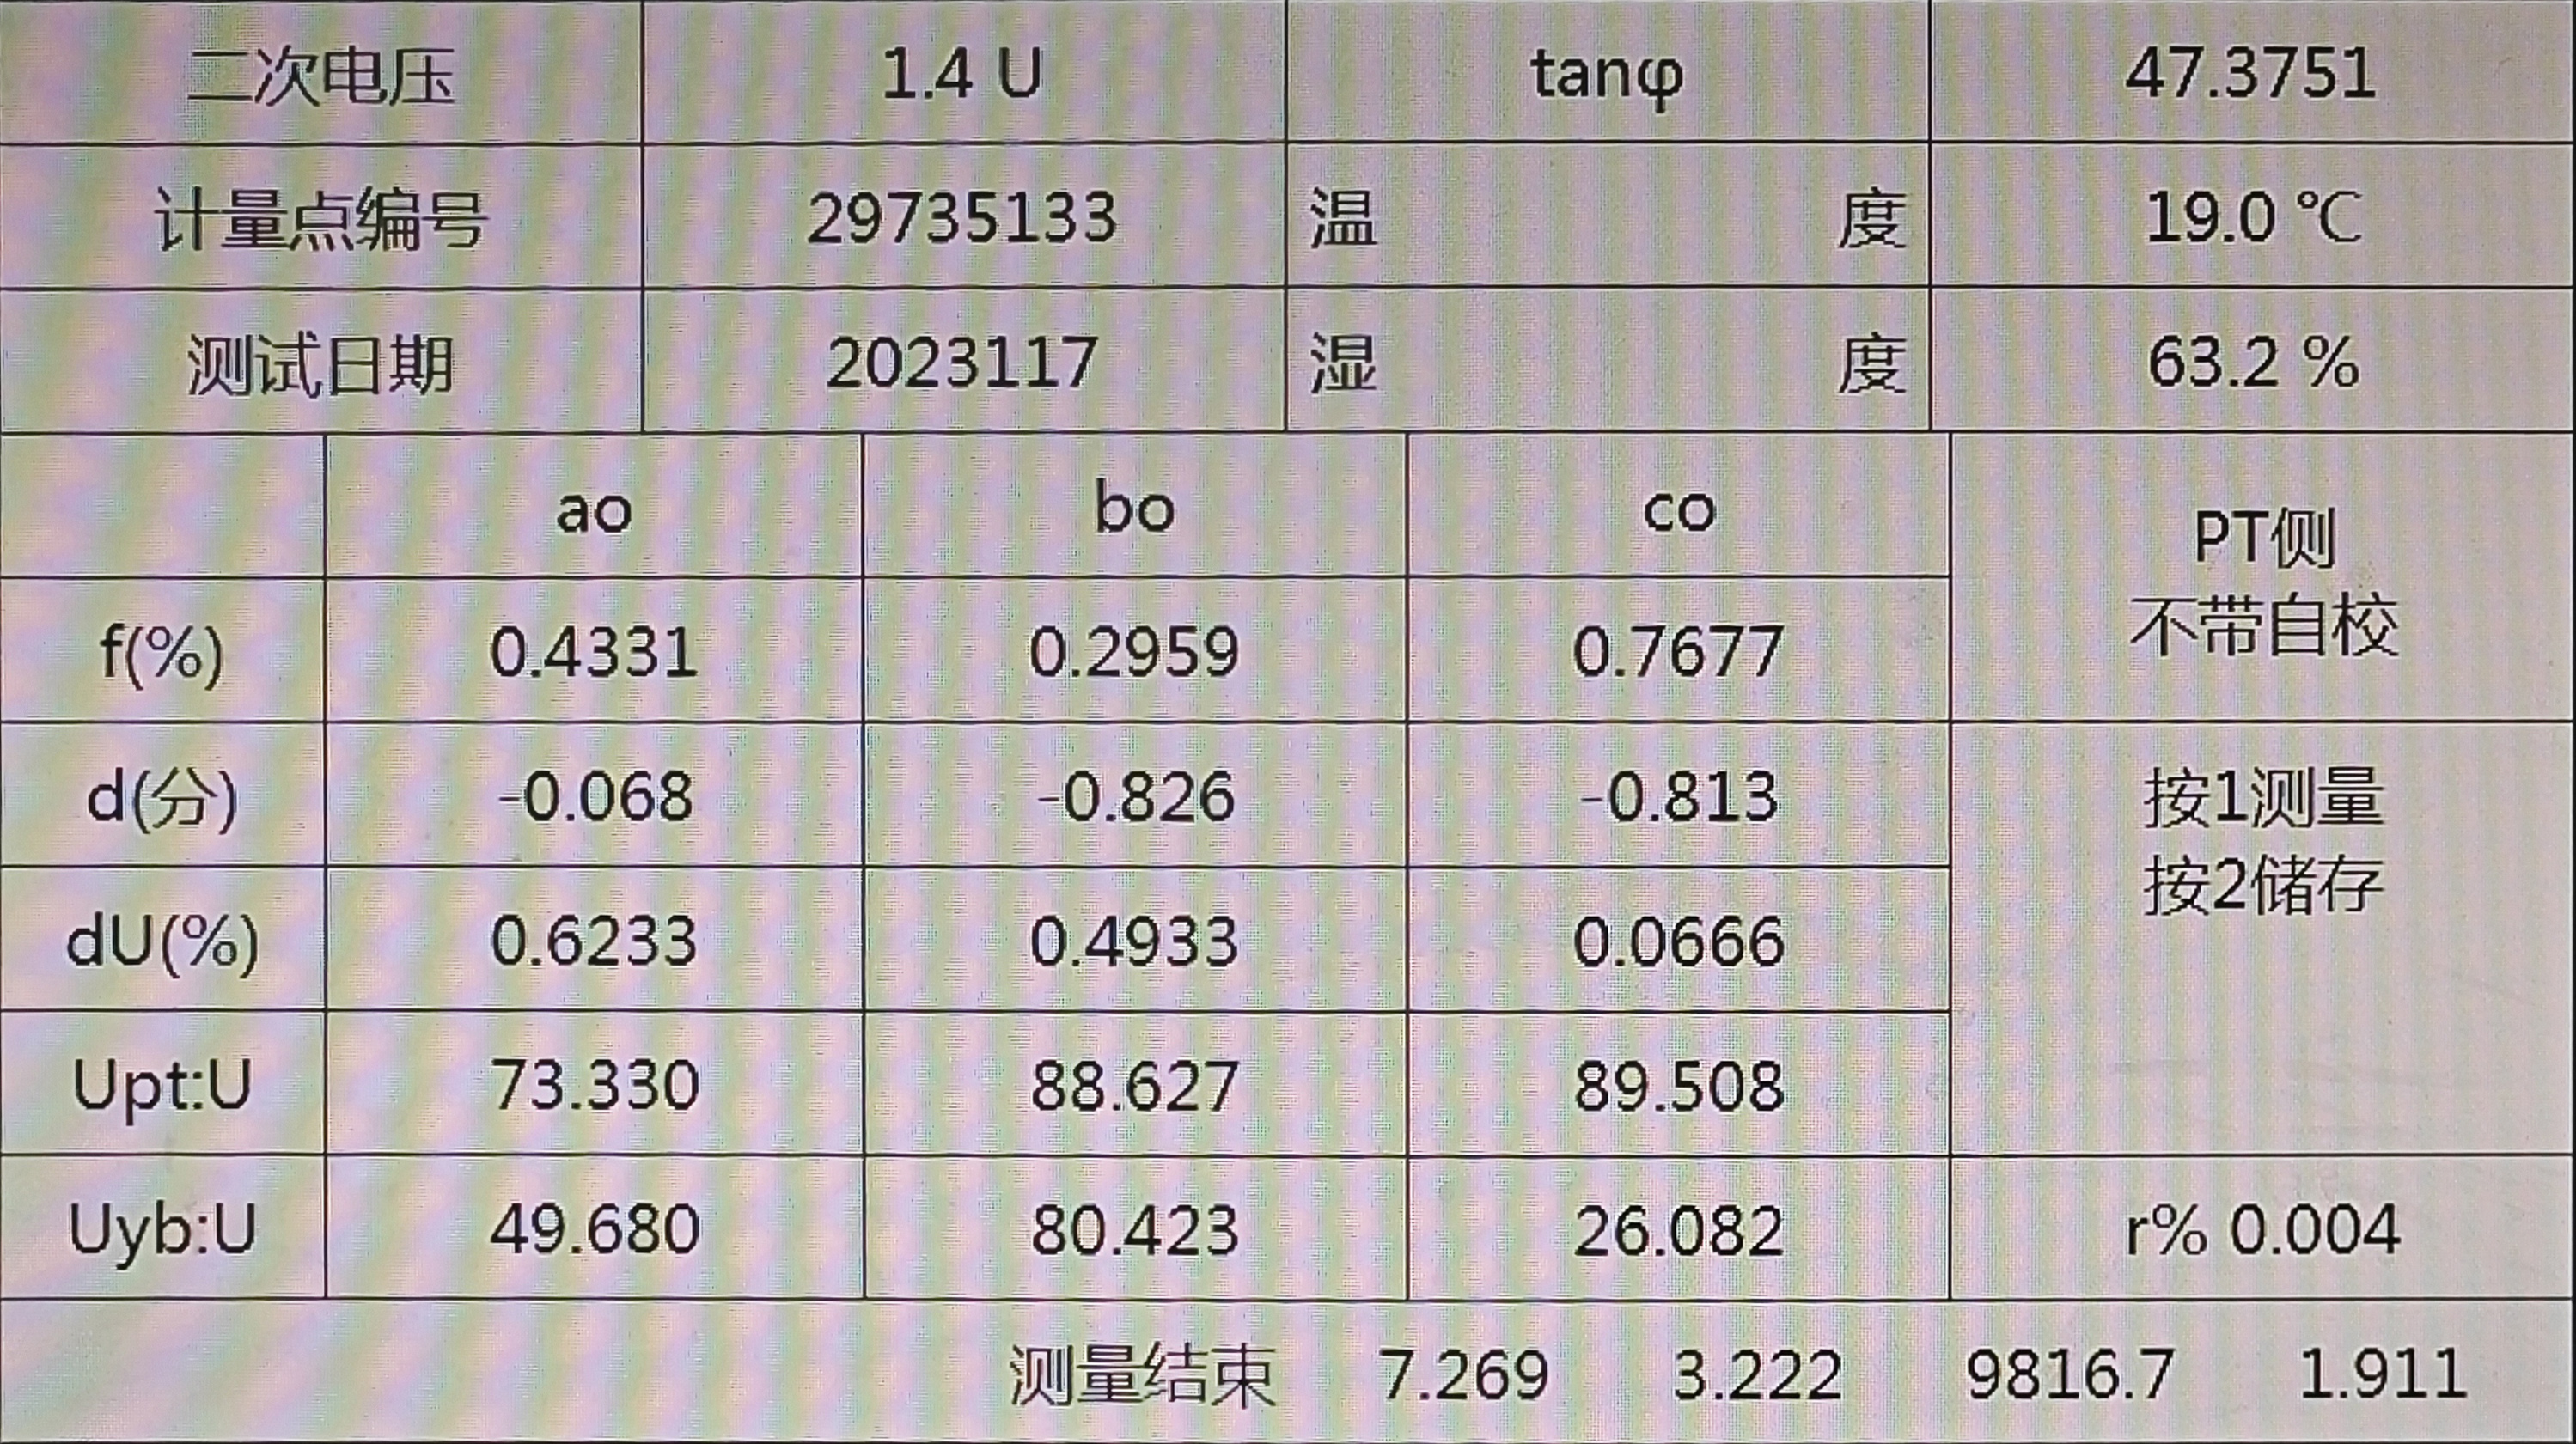 二次电压 1.4 U tanφ 47.3751
计量点编号 29735133 温 度 19.0 ℃
测试日期 2023117 湿 度 63.2 %
ao bo co
PT侧
不带自校
f(%) 0.4331 0.2959 0.7677
d(分) -0.068 -0.826 -0.813
按1测量
按2储存
dU(%) 0.6233 0.4933 0.0666
Upt:U 73.330 88.627 89.508
Uyb:U 49.680 80.423 26.082 r% 0.004
测量结束 7.269 3.222 9816.7 1.911